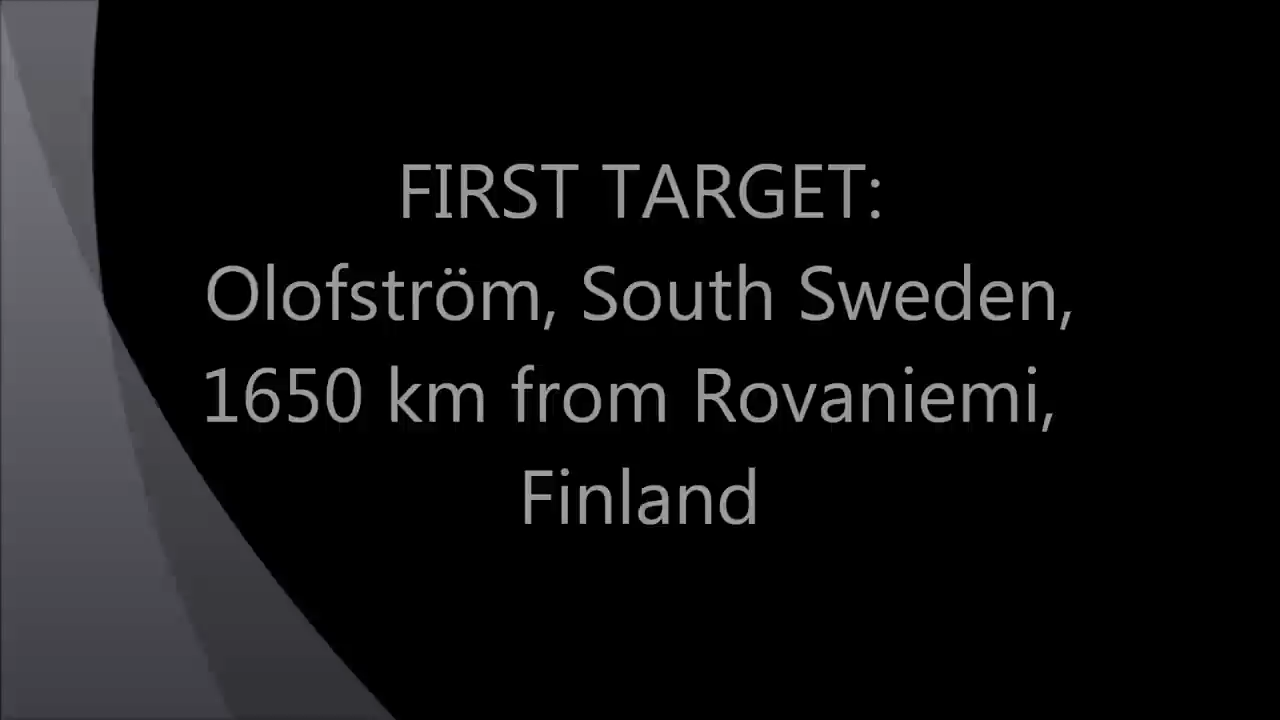 FIRST TARGET:
Olofström, South Sweden,
1650 km from Rovaniemi,
Finland